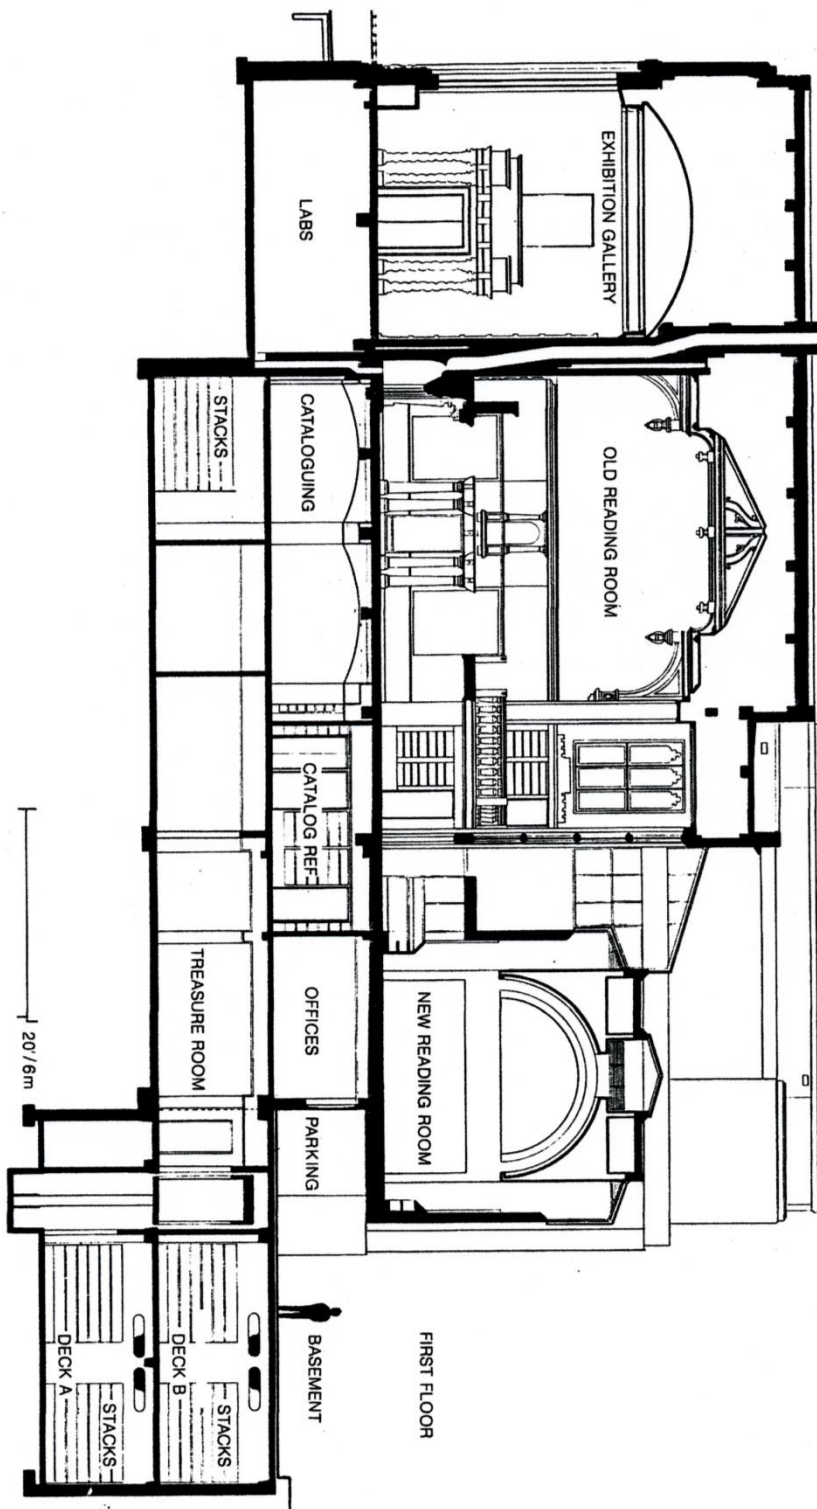 EXHIBITION GALLERY
OLD READING ROOM
NEW READING ROOM
FIRST FLOOR
LABS
CATALOGUING
CATALOG REF
OFFICES
PARKING
BASEMENT
STACKS
TREASURE ROOM
DECK B
STACKS
DECK A
STACKS
20'/6m